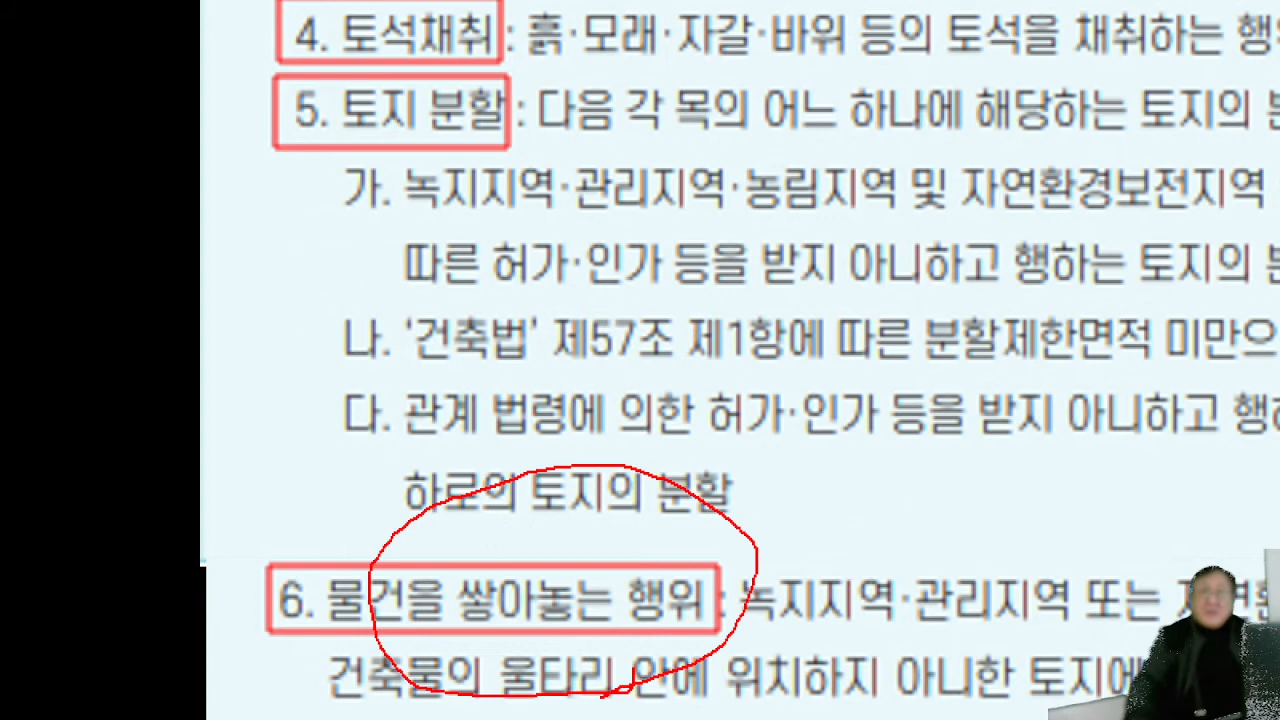 4. 토석채취 : 흙·모래·자갈·바위 등의 토석을 채취하는
5. 토지 분할 : 다음 각 목의 어느 하나에 해당하는 토지의
가. 녹지지역·관리지역·농림지역 및 자연환경보전지역
따른 허가·인가 등을 받지 아니하고 행하는 토지의
나. ‘건축법’ 제57조 제1항에 따른 분할제한면적 미만으
다. 관계 법령에 의한 허가·인가 등을 받지 아니하고
하로의 토지의 분할
6. 물건을 쌓아놓는 행위 : 녹지지역·관리지역 또는
건축물의 울타리 안에 위치하지 아니한 토지에